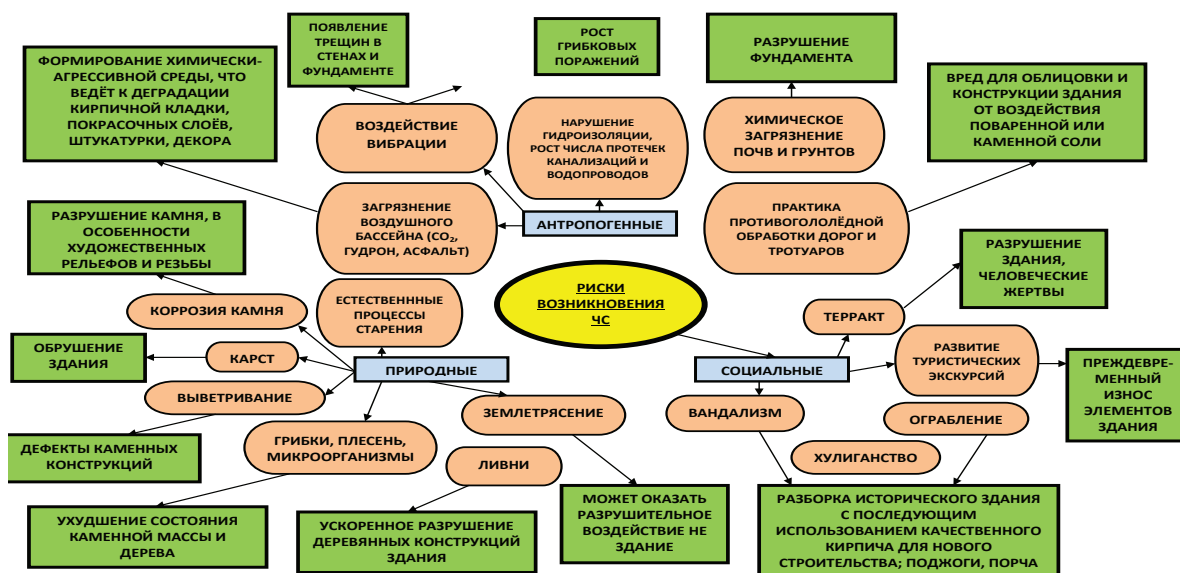 ПОЯВЛЕНИЕ
ТРЕЩИН В
СТЕНАХ И
ФУНДАМЕНТЕ
РОСТ
ГРИБКОВЫХ
ПОРАЖЕНИЙ
РАЗРУШЕНИЕ
ФУНДАМЕНТА
ФОРМИРОВАНИЕ ХИМИЧЕСКИ-
АГРЕССИВНОЙ СРЕДЫ, ЧТО
ВЕДЁТ К ДЕГРАДАЦИИ
КИРПИЧНОЙ КЛАДКИ,
ПОКРАСОЧНЫХ СЛОЁВ,
ШТУКАТУРКИ, ДЕКОРА
ВРЕД ДЛЯ ОБЛИЦОВКИ И
КОНСТРУКЦИИ ЗДАНИЯ
ОТ ВОЗДЕЙСТВИЯ
ПОВАРЕННОЙ ИЛИ
КАМЕННОЙ СОЛИ
ВОЗДЕЙСТВИЕ
ВИБРАЦИИ
НАРУШЕНИЕ
ГИДРОИЗОЛЯЦИИ,
РОСТ ЧИСЛА ПРОТЕЧЕК
КАНАЛИЗАЦИЙ И
ВОДОПРОВОДОВ
ХИМИЧЕСКОЕ
ЗАГРЯЗНЕНИЕ
ПОЧВ И ГРУНТОВ
ЗАГРЯЗНЕНИЕ
ВОЗДУШНОГО
БАССЕЙНА (CO₂,
ГУДРОН, АСФАЛЬТ)
АНТРОПОГЕННЫЕ
ПРАКТИКА
ПРОТИВОГОЛОЛЁДНОЙ
ОБРАБОТКИ ДОРОГ И
ТРОТУАРОВ
РАЗРУШЕНИЕ КАМНЯ, В
ОСОБЕННОСТИ
ХУДОЖЕСТВЕННЫХ
РЕЛЬЕФОВ И РЕЗЬБЫ
РАЗРУШЕНИЕ
ЗДАНИЯ,
ЧЕЛОВЕЧЕСКИЕ
ЖЕРТВЫ
РИСКИ
ВОЗНИКНОВЕНИЯ
ЧС
КОРРОЗИЯ КАМНЯ
ЕСТЕСТВЕНННЫЕ
ПРОЦЕССЫ
СТАРЕНИЯ
ТЕРРАКТ
ОБРУШЕНИЕ
ЗДАНИЯ
КАРСТ
ПРИРОДНЫЕ
СОЦИАЛЬНЫЕ
РАЗВИТИЕ
ТУРИСТИЧЕСКИХ
ЭКСКУРСИЙ
ПРЕЖДЕВРЕ-
МЕННЫЙ
ИЗНОС
ЭЛЕМЕНТОВ
ЗДАНИЯ
ВЫВЕТРИВАНИЕ
ЗЕМЛЕТРЯСЕНИЕ
ВАНДАЛИЗМ
ОГРАБЛЕНИЕ
ДЕФЕКТЫ КАМЕННЫХ
КОНСТРУКЦИЙ
ГРИБКИ, ПЛЕСЕНЬ,
МИКРООРГАНИЗМЫ
ЛИВНИ
ХУЛИГАНСТВО
УХУДШЕНИЕ СОСТОЯНИЯ
КАМЕННОЙ МАССЫ И
ДЕРЕВА
УСКОРЕННОЕ РАЗРУШЕНИЕ
ДЕРЕВЯННЫХ КОНСТРУКЦИЙ
ЗДАНИЯ
МОЖЕТ ОКАЗАТЬ
РАЗРУШИТЕЛЬНОЕ
ВОЗДЕЙСТВИЕ НЕ
ЗДАНИЕ
РАЗБОРКА ИСТОРИЧЕСКОГО ЗДАНИЯ
С ПОСЛЕДУЮЩИМ
ИСПОЛЬЗОВАНИЕМ КАЧЕСТВЕННОГО
КИРПИЧА ДЛЯ НОВОГО
СТРОИТЕЛЬСТВА; ПОДЖОГИ, ПОРЧА